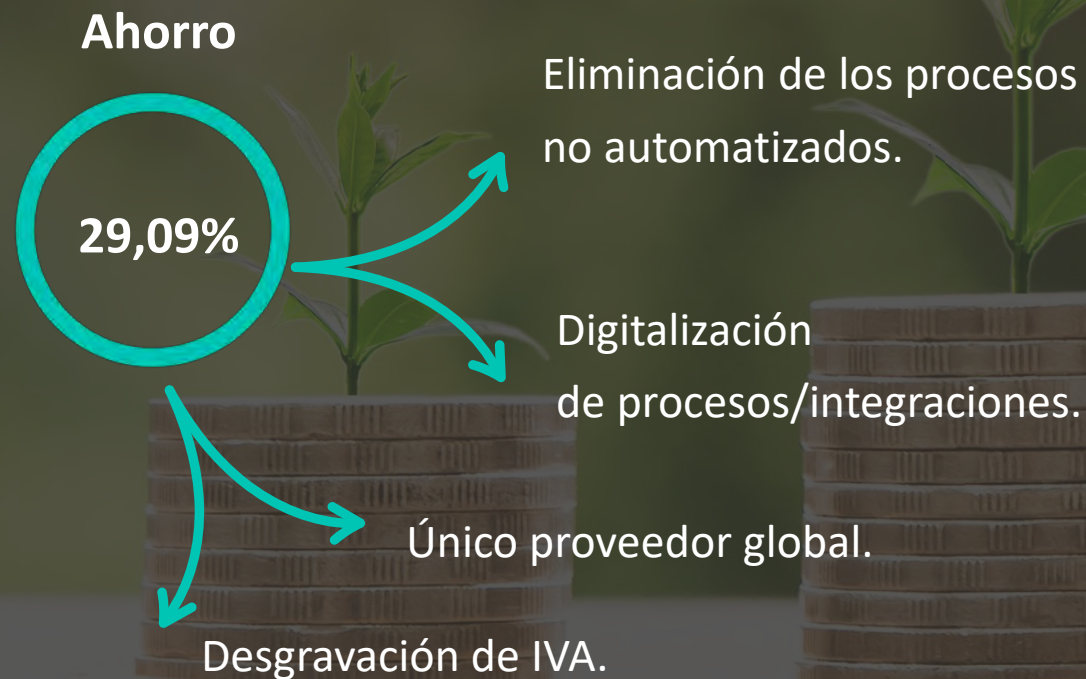 Ahorro
29,09%
Eliminación de los procesos
no automatizados.
Digitalización
de procesos/integraciones.
Único proveedor global.
Desgravación de IVA.